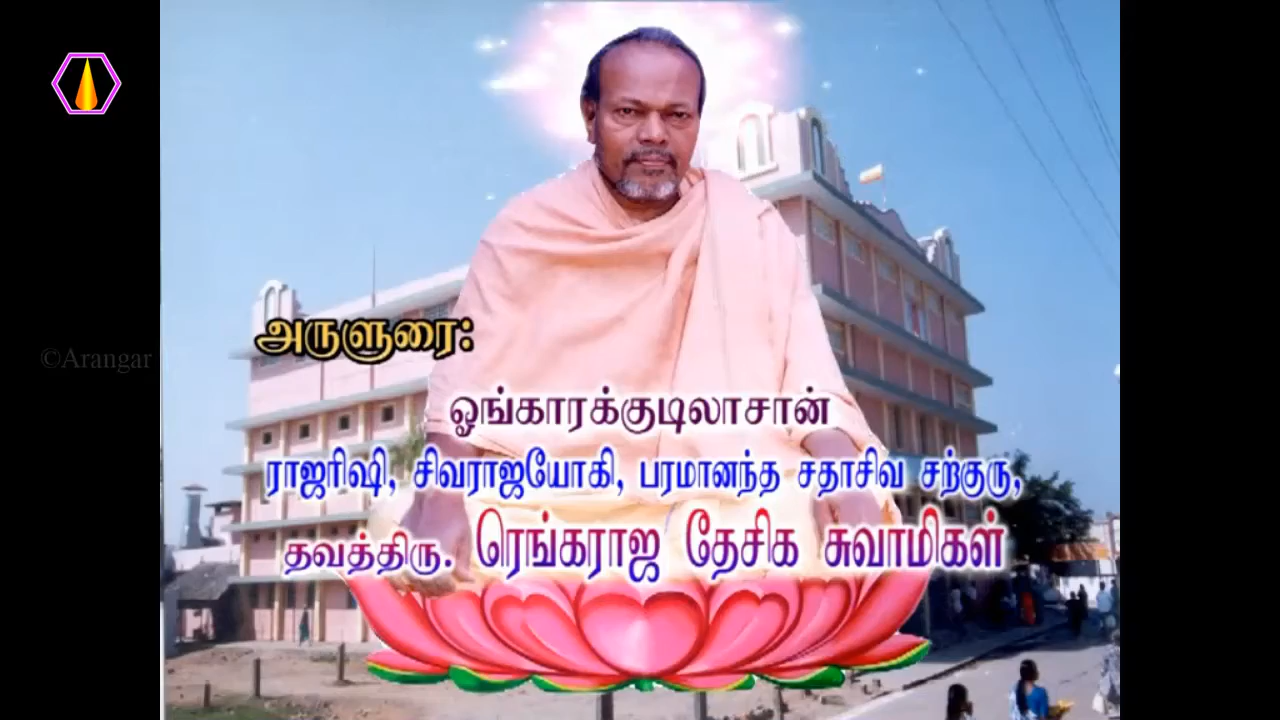 அருளுரை:
©Arangar
ஓங்காரக்குடிலாசான்
ராஜரிஷி, சிவராஜயோகி, பரமானந்த சதாசிவ சற்குரு,
தவத்திரு. ரெங்கராஜ தேசிக சுவாமிகள்